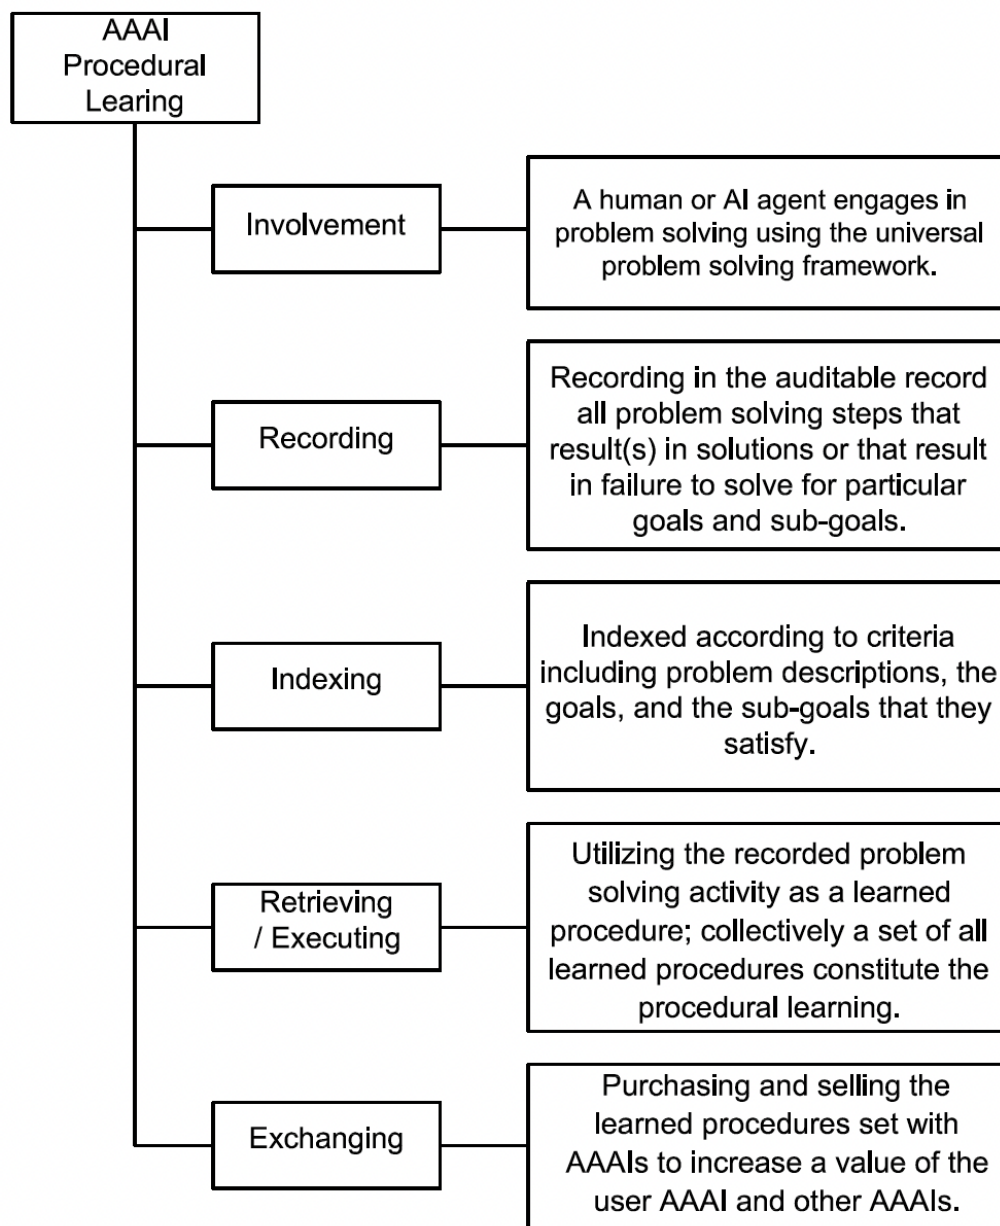 AAAI
Procedural
Learing
Involvement
A human or AI agent engages in
problem solving using the universal
problem solving framework.
Recording
Recording in the auditable record
all problem solving steps that
result(s) in solutions or that result
in failure to solve for particular
goals and sub-goals.
Indexing
Indexed according to criteria
including problem descriptions, the
goals, and the sub-goals that they
satisfy.
Retrieving
/ Executing
Utilizing the recorded problem
solving activity as a learned
procedure; collectively a set of all
learned procedures constitute the
procedural learning.
Exchanging
Purchasing and selling the
learned procedures set with
AAAIs to increase a value of the
user AAAI and other AAAIs.